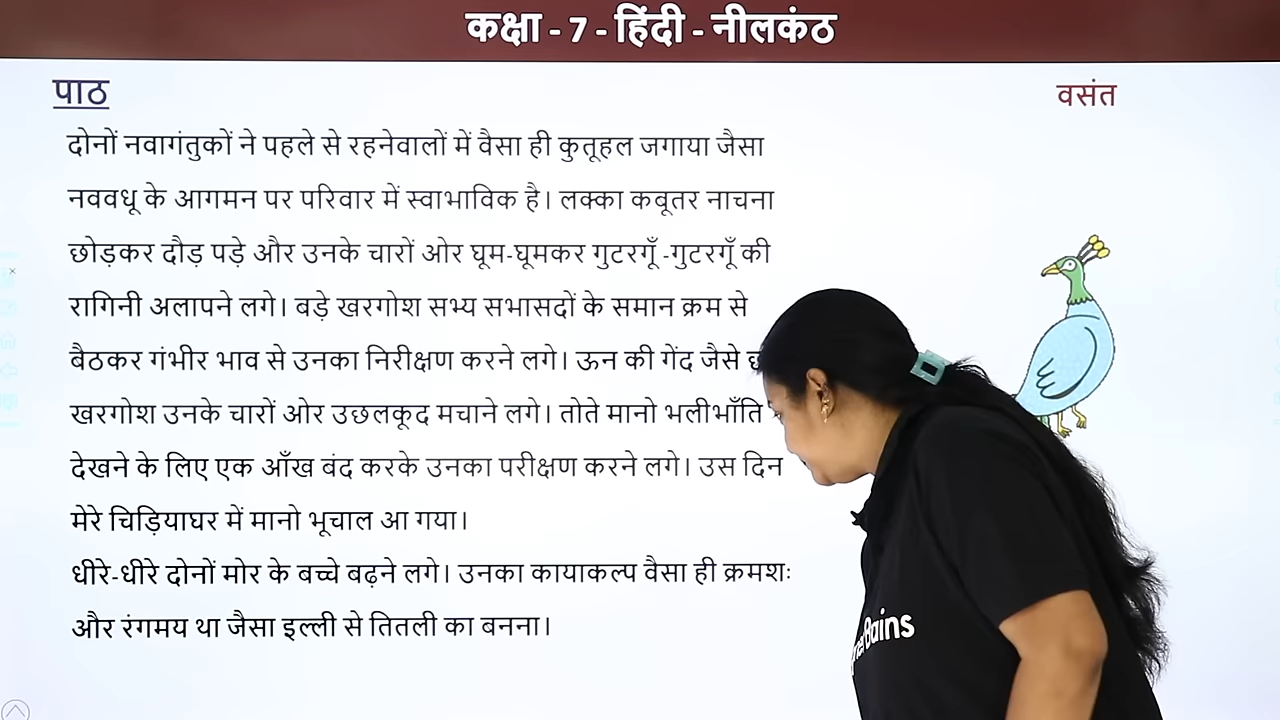 कक्षा - 7 - हिंदी - नीलकंठ
पाठ
वसंत
दोनों नवागंतुकों ने पहले से रहनेवालों में वैसा ही कुतूहल जगाया जैसा
नववधू के आगमन पर परिवार में स्वाभाविक है। लक्का कबूतर नाचना
छोड़कर दौड़ पड़े और उनके चारों ओर घूम-घूमकर गुटरगूँ -गुटरगूँ की
रागिनी अलापने लगे। बड़े खरगोश सभ्य सभासदों के समान क्रम से
बैठकर गंभीर भाव से उनका निरीक्षण करने लगे। ऊन की गेंद जैसे
खरगोश उनके चारों ओर उछलकूद मचाने लगे। तोते मानो भलीभाँति
देखने के लिए एक आँख बंद करके उनका परीक्षण करने लगे। उस दिन
मेरे चिड़ियाघर में मानो भूचाल आ गया।
धीरे-धीरे दोनों मोर के बच्चे बढ़ने लगे। उनका कायाकल्प वैसा ही क्रमशः
और रंगमय था जैसा इल्ली से तितली का बनना।